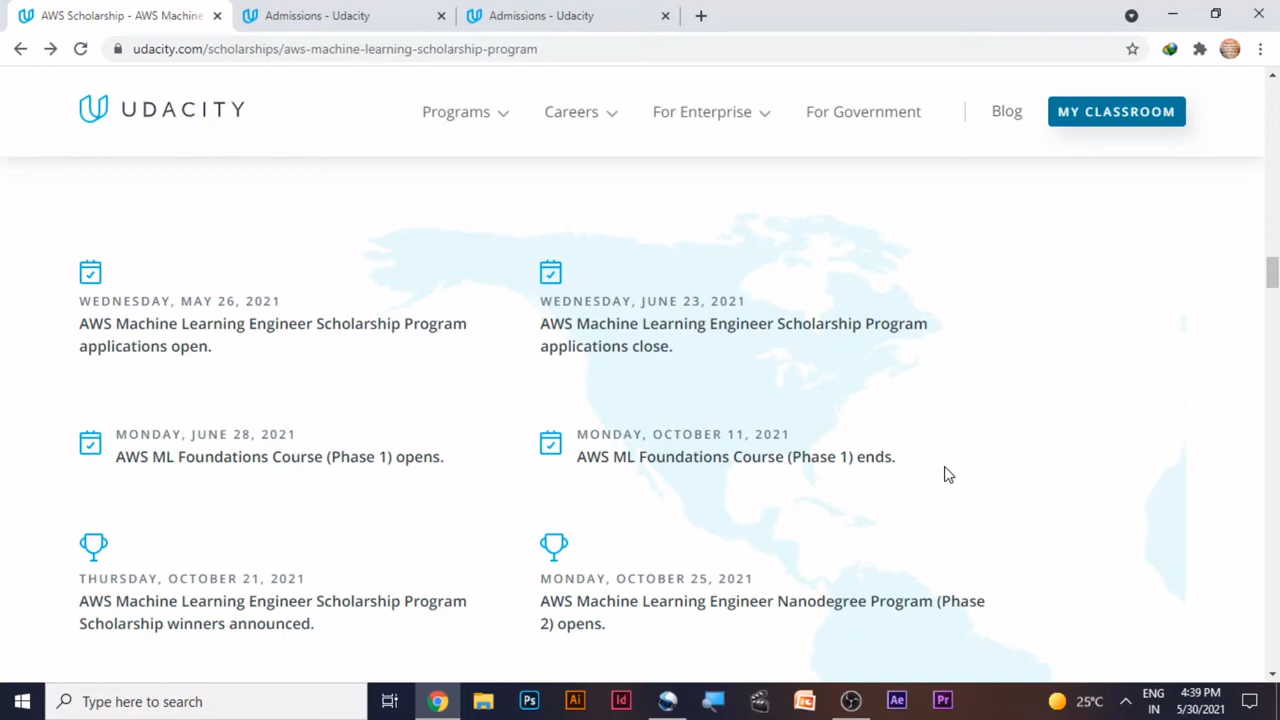 AWS Scholarship - AWS Machine
Admissions - Udacity
Admissions - Udacity
udacity.com/scholarships/aws-machine-learning-scholarship-program
UDACITY
Programs
Careers
For Enterprise
For Government
Blog
MY CLASSROOM
WEDNESDAY, MAY 26, 2021
AWS Machine Learning Engineer Scholarship Program
applications open.
WEDNESDAY, JUNE 23, 2021
AWS Machine Learning Engineer Scholarship Program
applications close.
MONDAY, JUNE 28, 2021
AWS ML Foundations Course (Phase 1) opens.
MONDAY, OCTOBER 11, 2021
AWS ML Foundations Course (Phase 1) ends.
THURSDAY, OCTOBER 21, 2021
AWS Machine Learning Engineer Scholarship Program
Scholarship winners announced.
MONDAY, OCTOBER 25, 2021
AWS Machine Learning Engineer Nanodegree Program (Phase
2) opens.
Type here to search
Ps
Ai
Id
Ae
Pr
25°C
ENG
IN
4:39 PM
5/30/2021